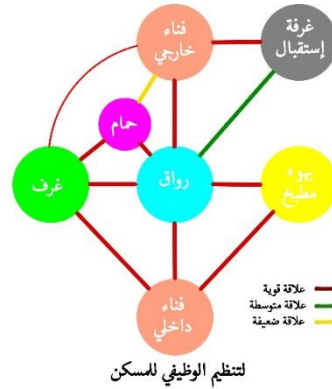 فناء
خارجي
غرفة
إستقبال
حمام
غرف
رواق
بهو+
مطبخ
فناء
داخلي
علاقة قوية
علاقة متوسطة
علاقة ضعيفة
لتنظيم الوظيفي للمسكن